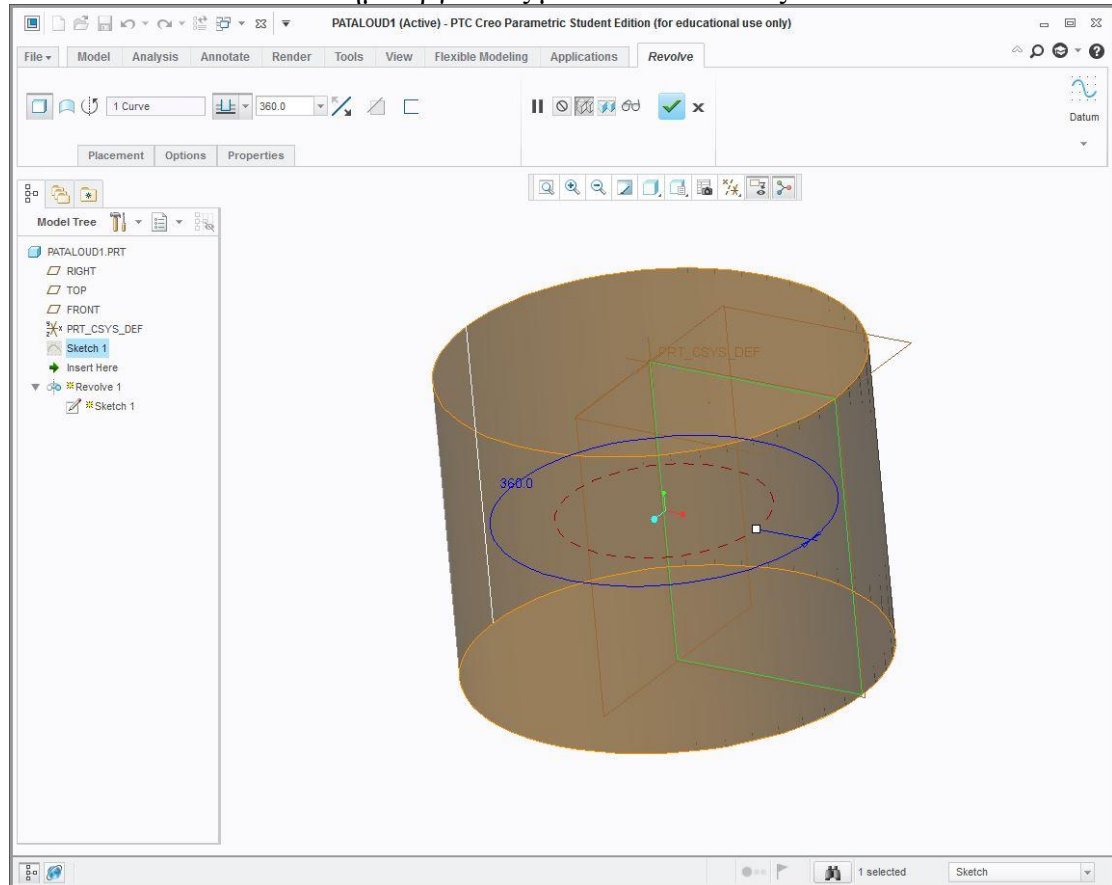 PATALOUD1 (Active) - PTC Creo Parametric Student Edition (for educational use only)
File Model Analysis Annotate Render Tools View Flexible Modeling Applications Revolve
1 Curve 360.0
Datum
Placement Options Properties
Model Tree
PATALOUD1.PRT
RIGHT
TOP
FRONT
PRT_CSYS_DEF
Sketch 1
Insert Here
Revolve 1
Sketch 1
PRT_CSYS_DEF
360.0
1 selected Sketch